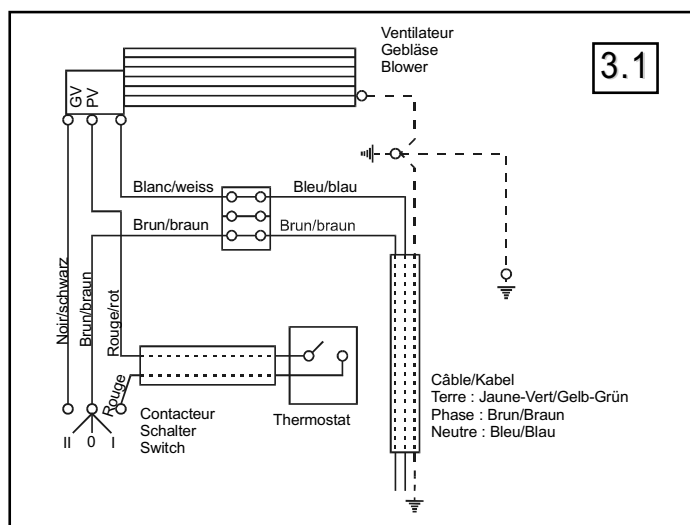 Ventilateur
Gebläse
Blower
3.1
GV
PV
Blanc/weiss
Bleu/blau
Brun/braun
Brun/braun
Noir/schwarz
Brun/braun
Rouge/rot
Rouge
II
0
I
Contacteur
Schalter
Switch
Thermostat
Câble/Kabel
Terre : Jaune-Vert/Gelb-Grün
Phase : Brun/Braun
Neutre : Bleu/Blau